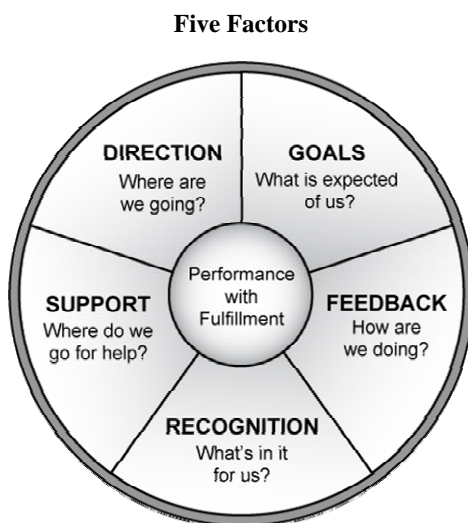 Five Factors
DIRECTION
Where are
we going?
GOALS
What is expected
of us?
Performance
with
Fulfillment
SUPPORT
Where do we
go for help?
FEEDBACK
How are
we doing?
RECOGNITION
What's in it
for us?